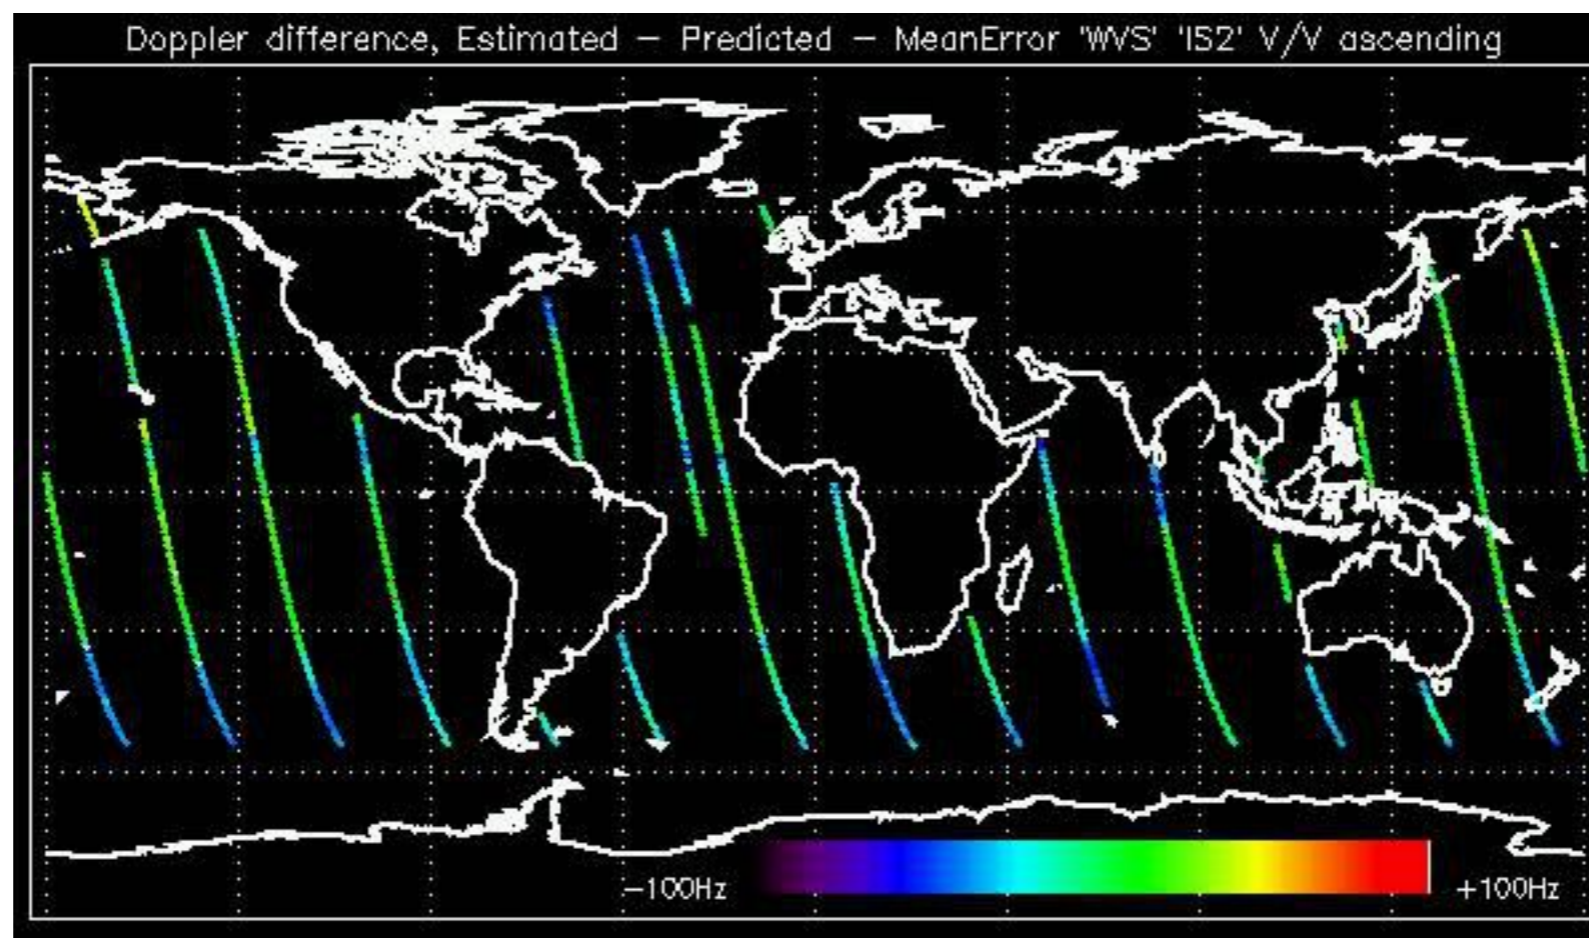 Doppler difference, Estimated – Predicted – MeanError 'WVS' 'IS2' V/V ascending
–100Hz +100Hz